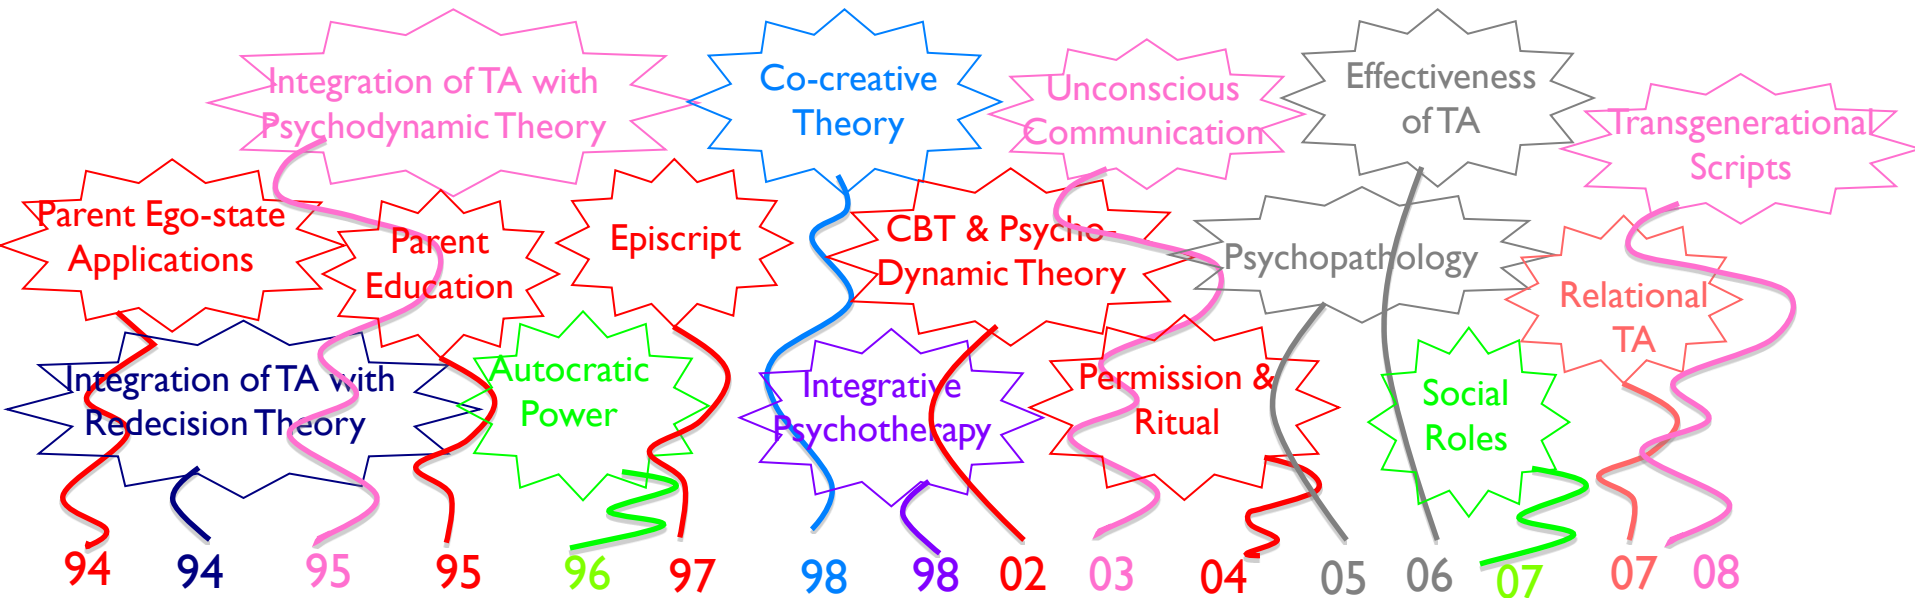 Integration of TA with
Psychodynamic Theory
Co-creative
Theory
Unconscious
Communication
Effectiveness
of TA
Transgenerational
Scripts
Parent Ego-state
Applications
Parent
Education
Episcript
CBT & Psycho-
Dynamic Theory
Psychopathology
Relational
TA
Integration of TA with
Redecision Theory
Autocratic
Power
Integrative
Psychotherapy
Permission &
Ritual
Social
Roles
94 94 95 95 96 97 98 98 02 03 04 05 06 07 07 08